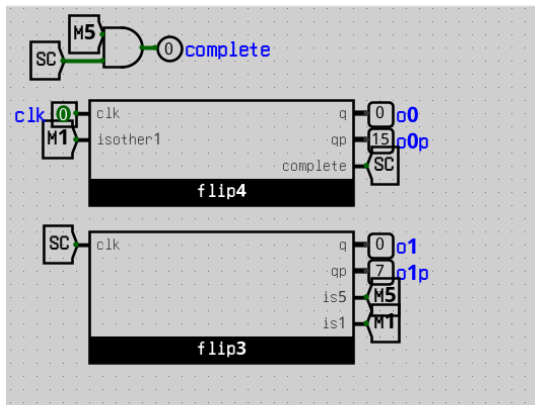 M5
SC
0 complete
clk 0 clk q 0 o0
M1 isother1 qp 15 o0p
complete SC
flip4
SC clk q 0 o1
qp 7 o1p
is5 M5
is1 M1
flip3